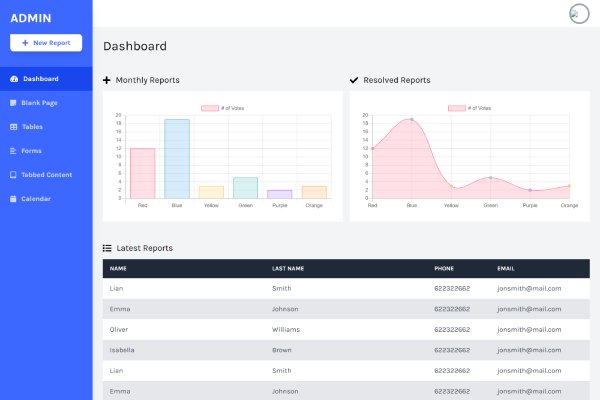 ADMIN
+ New Report
Dashboard
Blank Page
Tables
Forms
Tabbed Content
Calendar
Dashboard
Monthly Reports
# of Votes
20
18
16
14
12
10
8
6
4
2
0
Red Blue Yellow Green Purple Orange
Resolved Reports
# of Votes
20
18
16
14
12
10
8
6
4
2
0
Red Blue Yellow Green Purple Orange
Latest Reports
NAME LAST NAME PHONE EMAIL
Lian Smith 622322662 jonsmith@mail.com
Emma Johnson 622322662 jonsmith@mail.com
Oliver Williams 622322662 jonsmith@mail.com
Isabella Brown 622322662 jonsmith@mail.com
Lian Smith 622322662 jonsmith@mail.com
Emma Johnson 622322662 jonsmith@mail.com